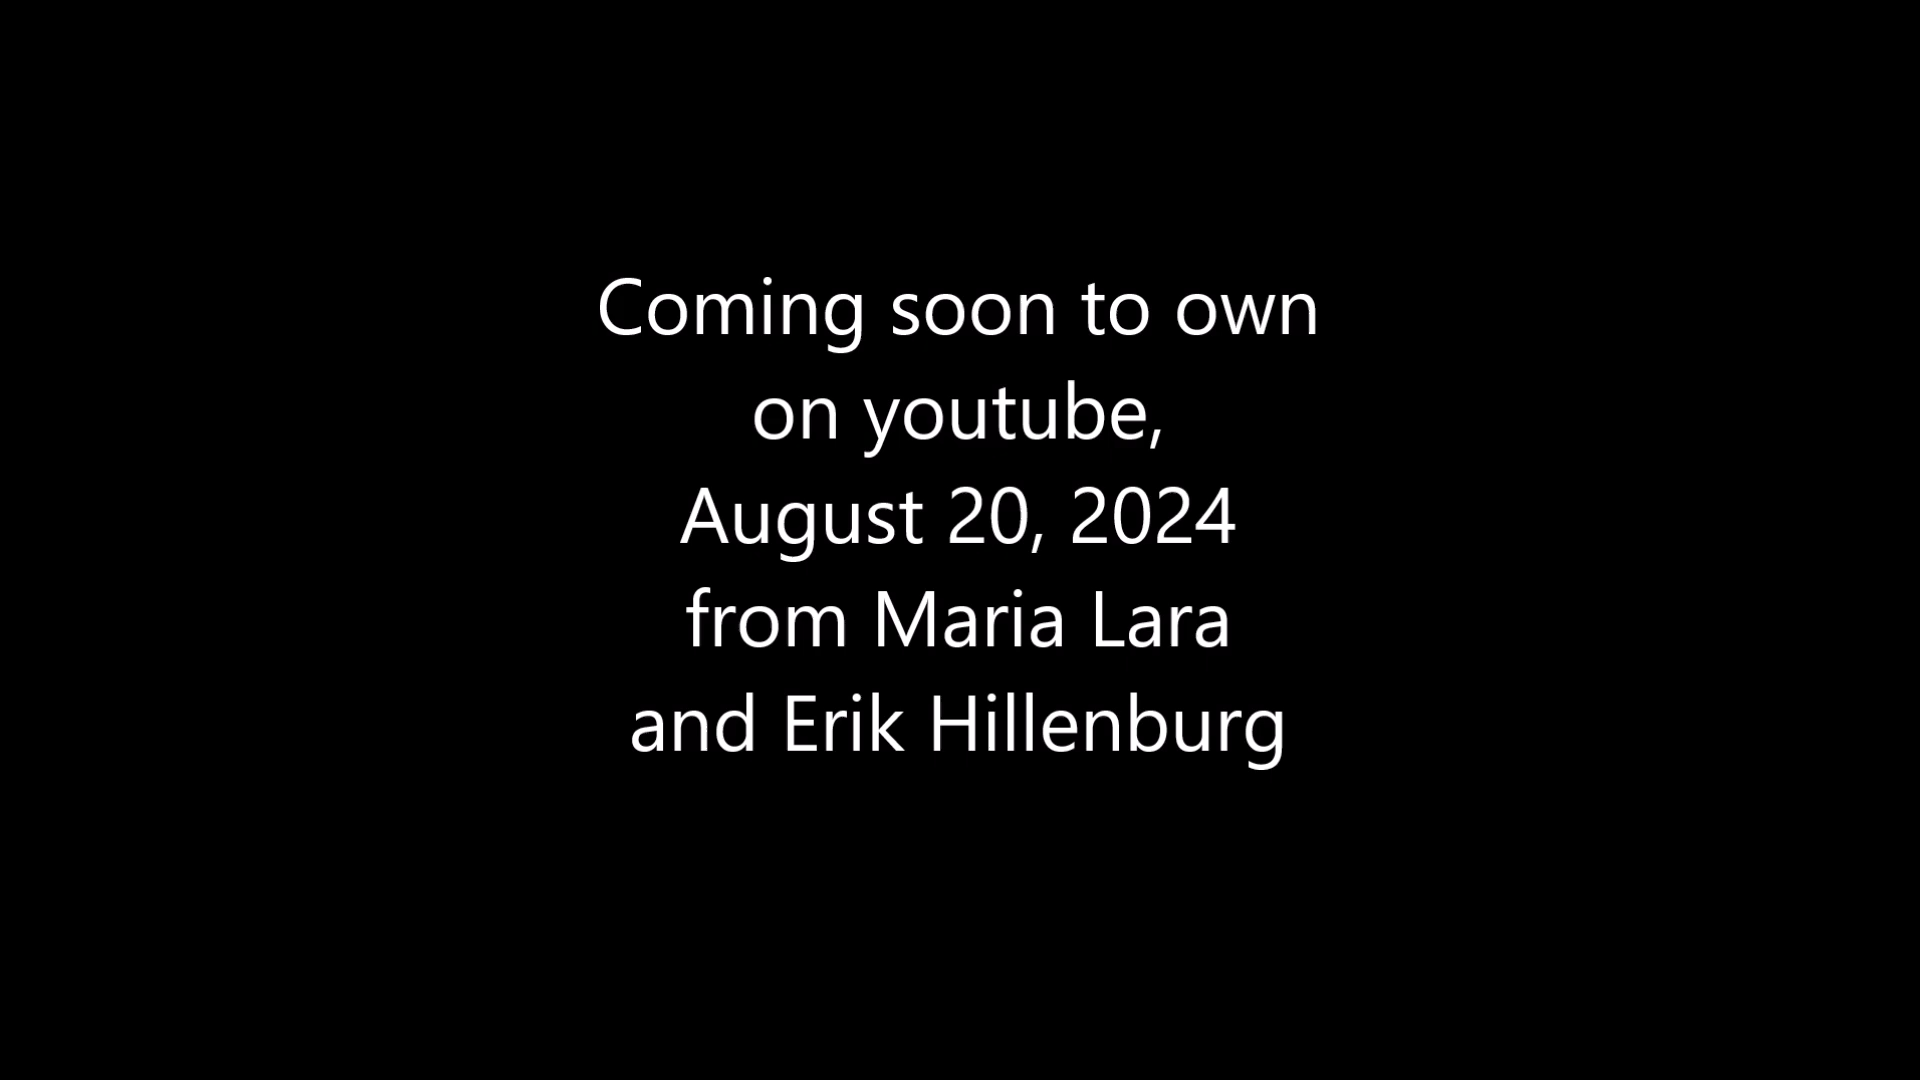 Coming soon to own
on youtube,
August 20, 2024
from Maria Lara
and Erik Hillenburg